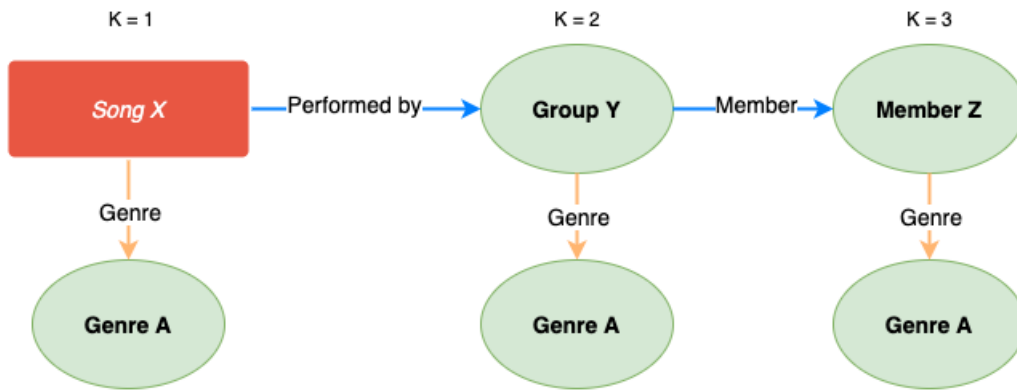 K = 1
K = 2
K = 3
Song X
Performed by
Group Y
Member
Member Z
Genre
Genre
Genre
Genre A
Genre A
Genre A